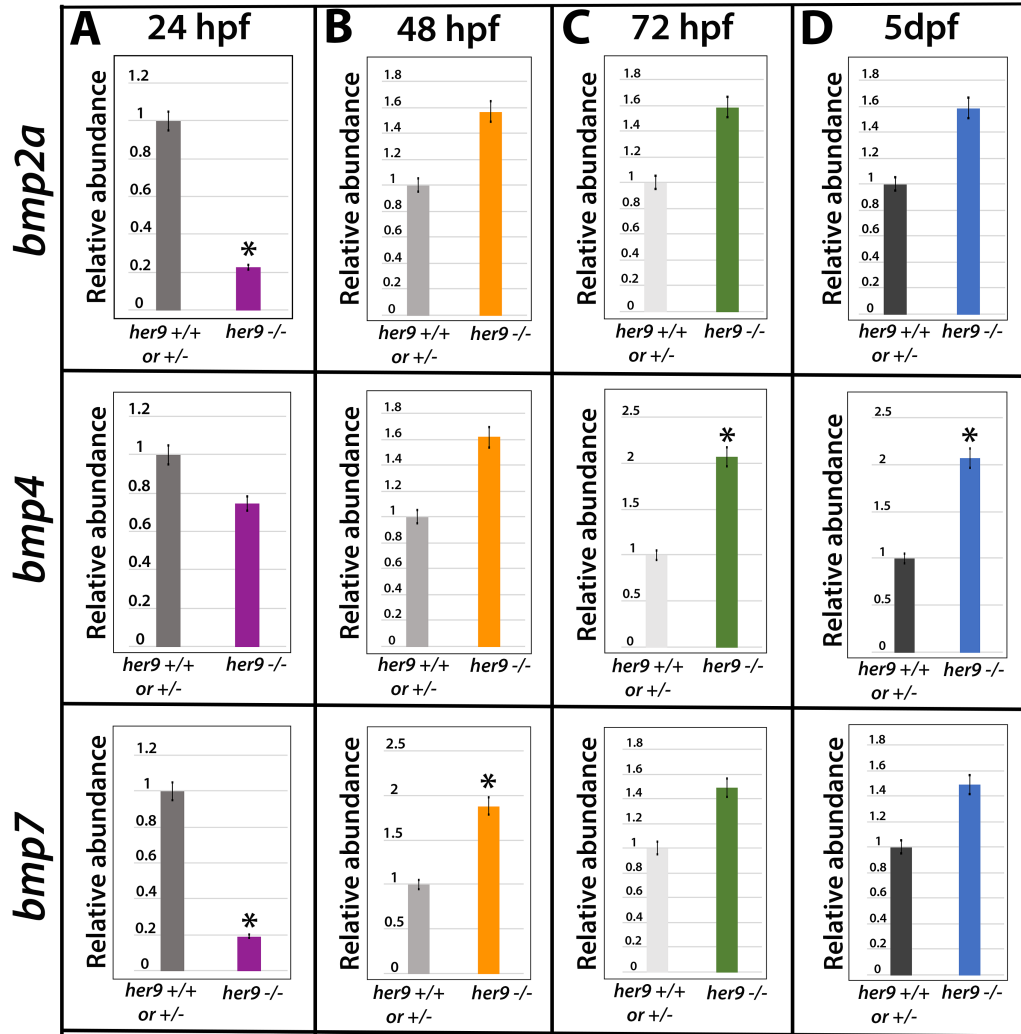 A 24 hpf B 48 hpf C 72 hpf D 5dpf
bmp2a
Relative abundance
1.2
1
0.8
0.6
0.4
0.2
0
*
her9 +/+ her9 -/-
or +/-
Relative abundance
1.8
1.6
1.4
1.2
1
0.8
0.6
0.4
0.2
0
her9 +/+ her9 -/-
or +/-
Relative abundance
1.8
1.6
1.4
1.2
1
0.8
0.6
0.4
0.2
0
her9 +/+ her9 -/-
or +/-
Relative abundance
1.8
1.6
1.4
1.2
1
0.8
0.6
0.4
0.2
0
her9 +/+ her9 -/-
or +/-
bmp4
Relative abundance
1.2
1
0.8
0.6
0.4
0.2
0
her9 +/+ her9 -/-
or +/-
Relative abundance
1.8
1.6
1.4
1.2
1
0.8
0.6
0.4
0.2
0
her9 +/+ her9 -/-
or +/-
Relative abundance
2.5
2
1.5
1
0.5
0
*
her9 +/+ her9 -/-
or +/-
Relative abundance
2.5
2
1.5
1
0.5
0
*
her9 +/+ her9 -/-
or +/-
bmp7
Relative abundance
1.2
1
0.8
0.6
0.4
0.2
0
*
her9 +/+ her9 -/-
or +/-
Relative abundance
2.5
2
1.5
1
0.5
0
*
her9 +/+ her9 -/-
or +/-
Relative abundance
1.8
1.6
1.4
1.2
1
0.8
0.6
0.4
0.2
0
her9 +/+ her9 -/-
or +/-
Relative abundance
1.8
1.6
1.4
1.2
1
0.8
0.6
0.4
0.2
0
her9 +/+ her9 -/-
or +/-